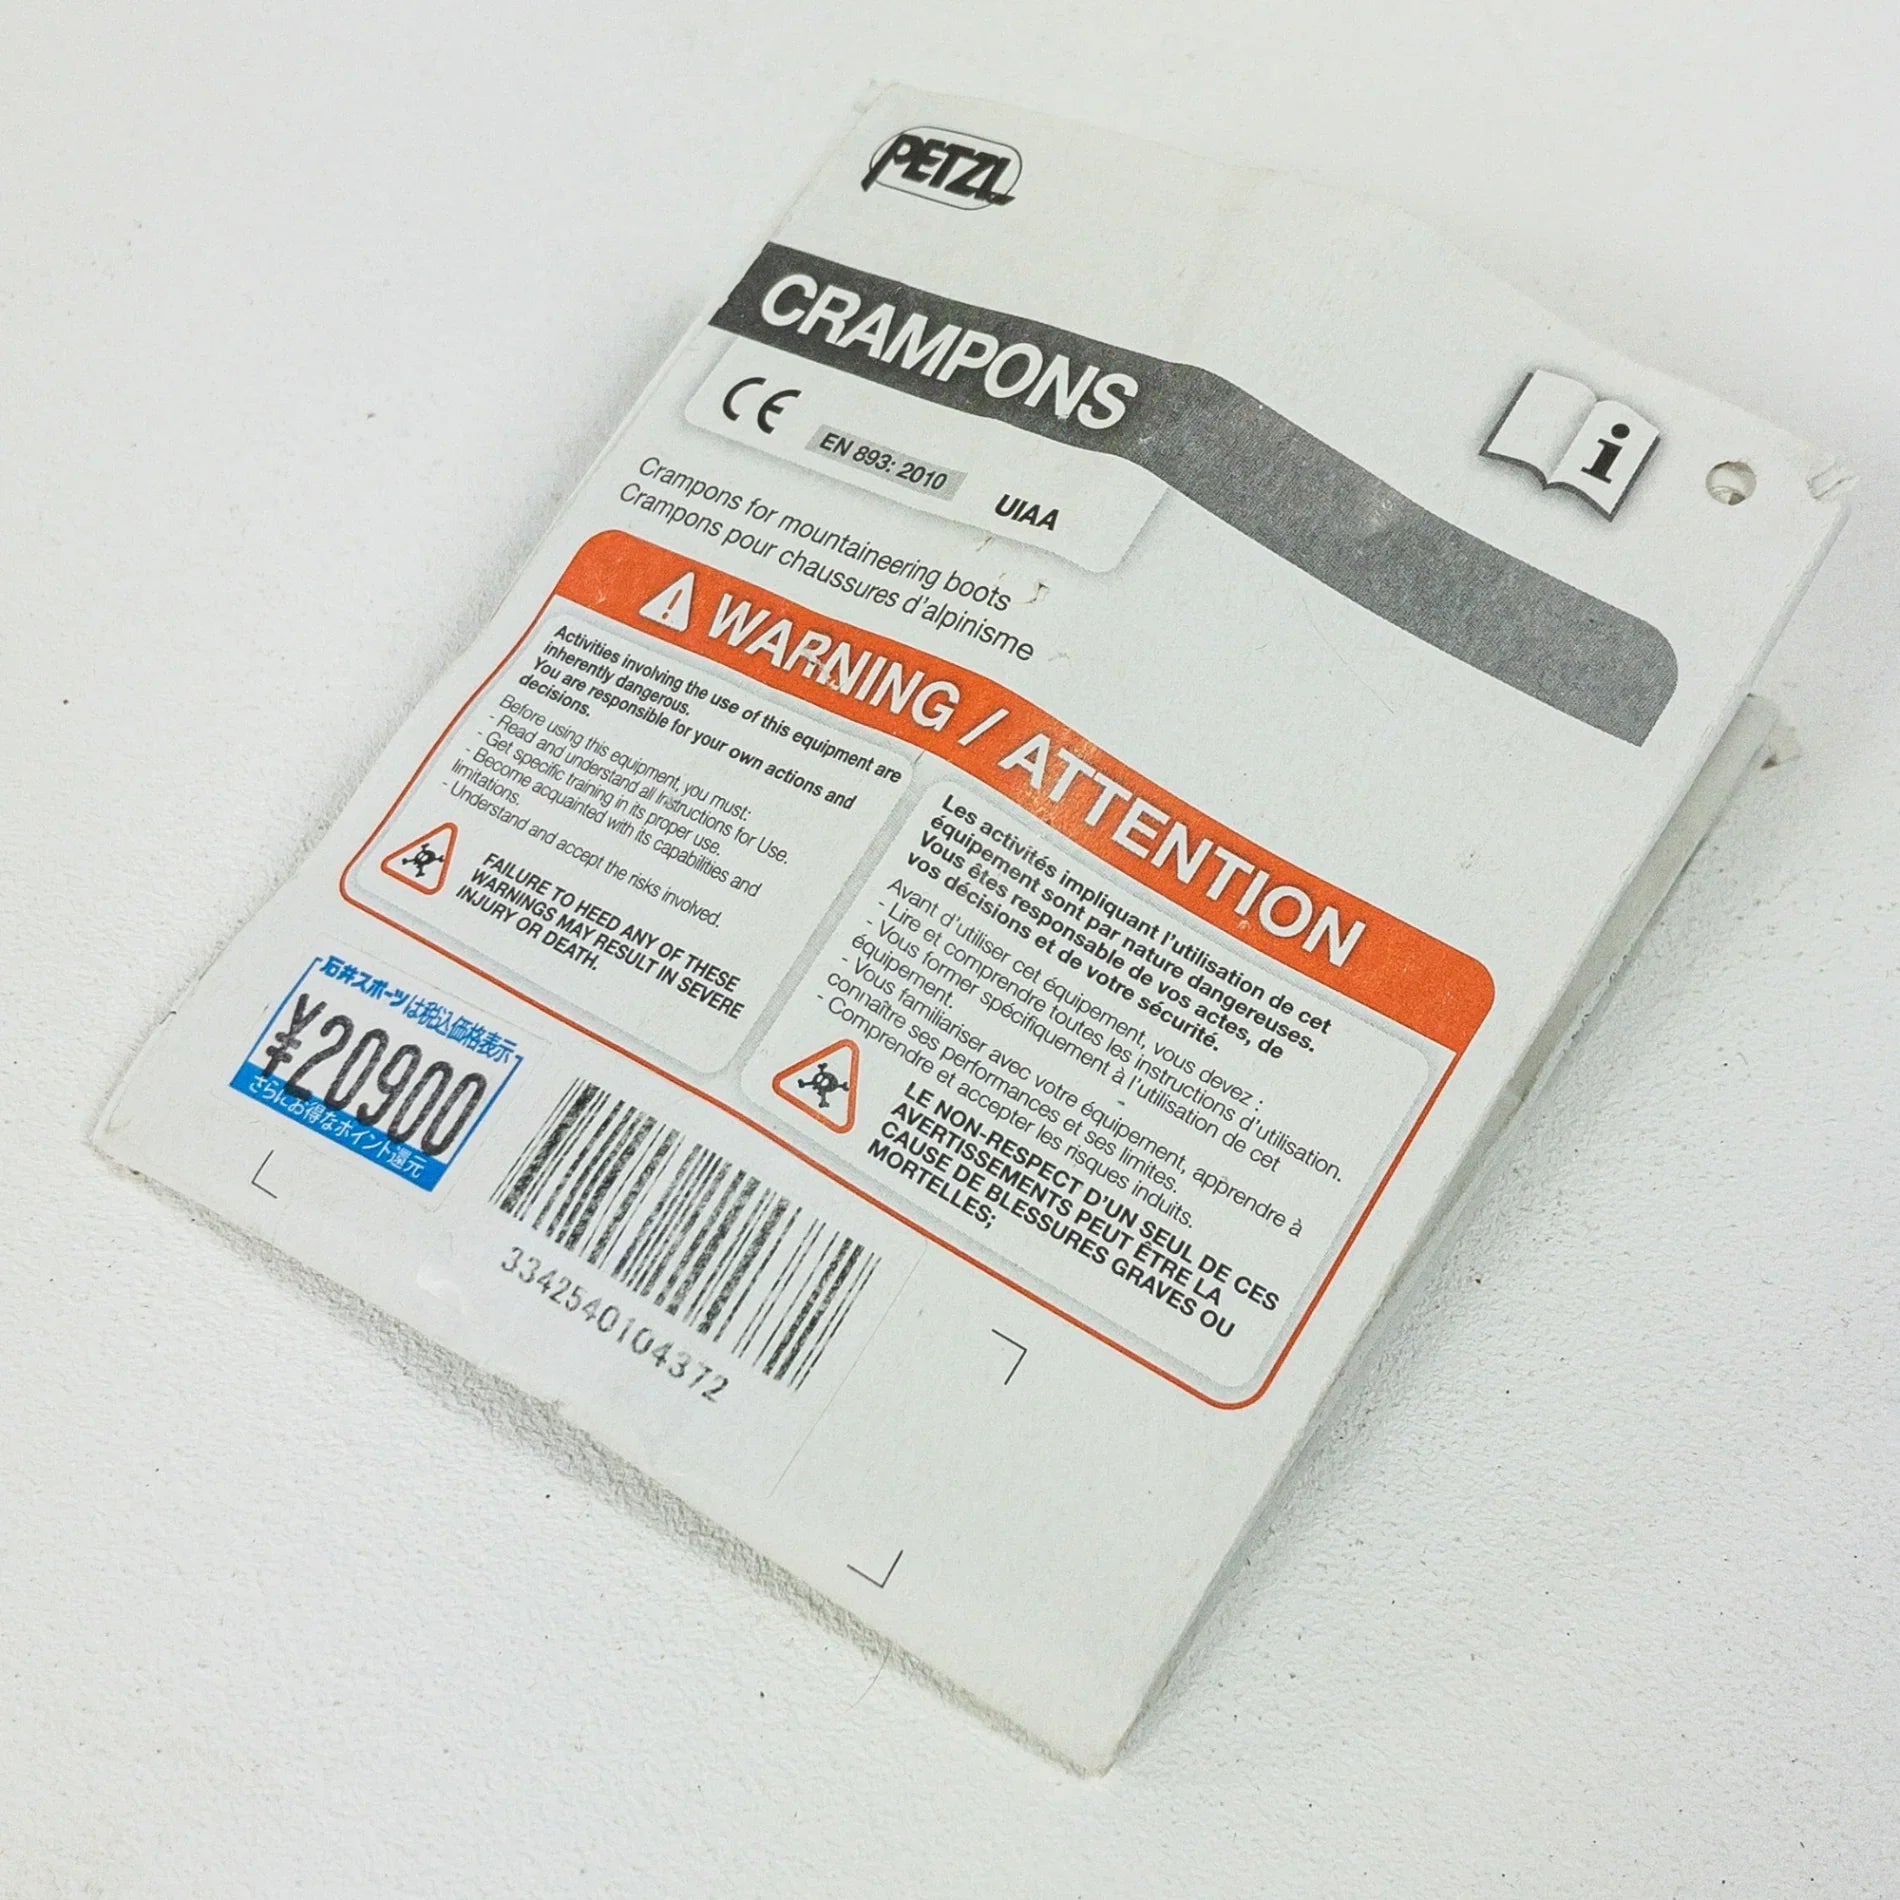 PETZL
CRAMPONS
i
CE
EN 893: 2010
UIAA
Crampons for mountaineering boots
Crampons pour chaussures d'alpinisme
WARNING / ATTENTION
Activities involving the use of this equipment are
inherently dangerous.
You are responsible for your own actions and
decisions.
Before using this equipment, you must:
- Read and understand all Instructions for Use.
- Get specific training in its proper use.
- Become acquainted with its capabilities and
limitations.
- Understand and accept the risks involved.
FAILURE TO HEED ANY OF THESE
WARNINGS MAY RESULT IN SEVERE
INJURY OR DEATH.
Les activités impliquant l'utilisation de cet
équipement sont par nature dangereuses.
Vous êtes responsable de vos actes, de
vos décisions et de votre sécurité.
Avant d'utiliser cet équipement, vous devez :
- Lire et comprendre toutes les instructions d'utilisation.
- Vous former spécifiquement à l'utilisation de cet
équipement.
- Vous familiariser avec votre équipement, apprendre à
connaître ses performances et ses limites.
- Comprendre et accepter les risques induits.
LE NON-RESPECT D'UN SEUL DE CES
AVERTISSEMENTS PEUT ÊTRE LA
CAUSE DE BLESSURES GRAVES OU
MORTELLES;
「石井スポーツは税込価格表示」
¥20900
さらにお得なポイント還元
3342540104372